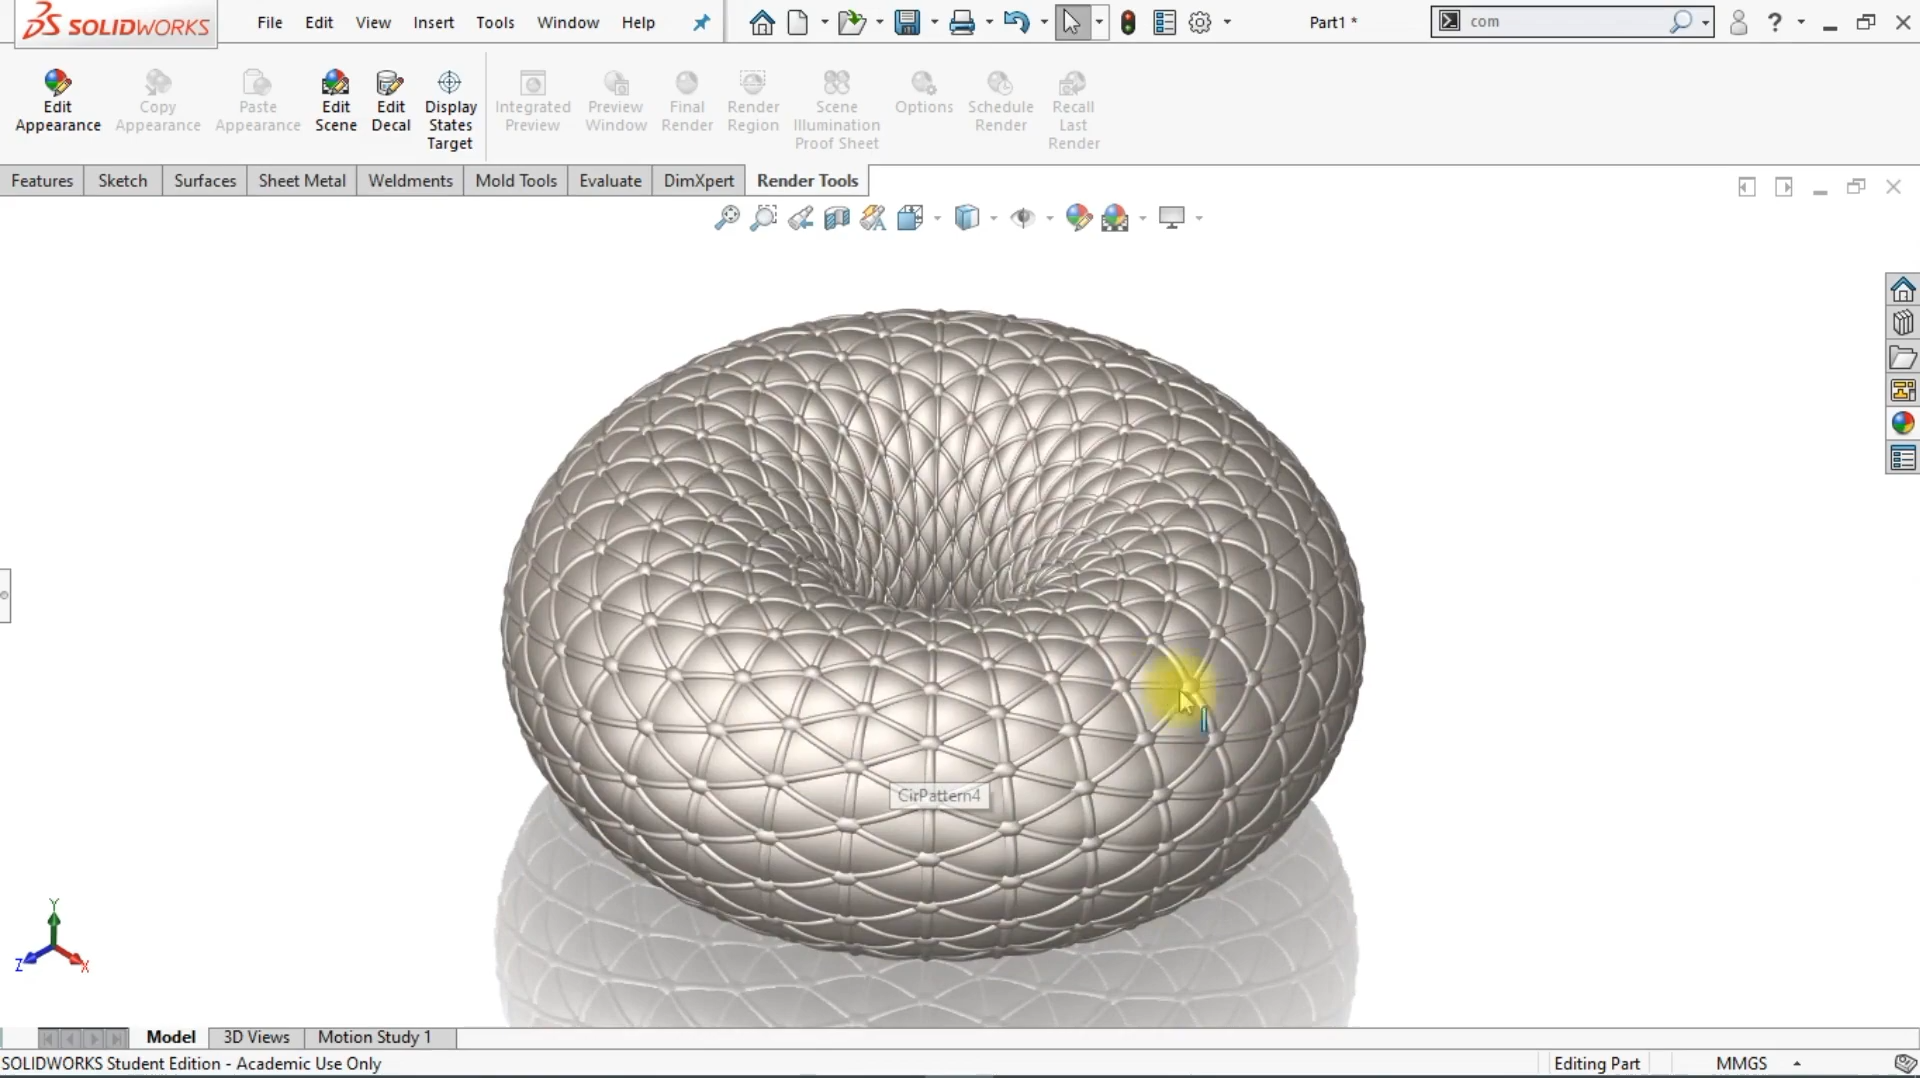 SOLIDWORKS File Edit View Insert Tools Window Help Part1 * com ?
Edit Appearance
Copy Appearance
Paste Appearance
Edit Scene
Edit Decal
Display States Target
Integrated Preview
Preview Window
Final Render
Render Region
Scene Illumination Proof Sheet
Options
Schedule Render
Recall Last Render
Features Sketch Surfaces Sheet Metal Weldments Mold Tools Evaluate DimXpert Render Tools
CirPattern4
Y
Z X
Model 3D Views Motion Study 1
SOLIDWORKS Student Edition - Academic Use Only Editing Part MMGS